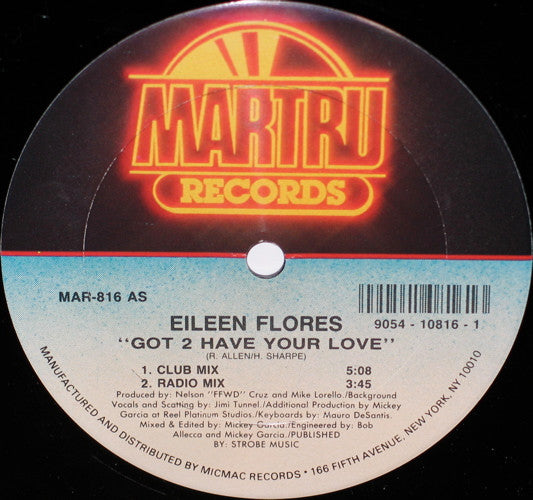 MARTRU
RECORDS
MAR-816 AS
9054 - 10816 - 1
EILEEN FLORES
"GOT 2 HAVE YOUR LOVE"
(R. ALLEN/H. SHARPE)
1. CLUB MIX 5:08
2. RADIO MIX 3:45
Produced by: Nelson "FFWD" Cruz and Mike Lorello./Background
Vocals and Scatting by: Jimi Tunnel./Additional Production by Mickey
Garcia at Reel Platinum Studios./Keyboards by: Mauro DeSantis.
Mixed & Edited by: Mickey Garcia./Engineered by: Bob
Allecca and Mickey Garcia./PUBLISHED
BY: STROBE MUSIC
MANUFACTURED AND DISTRIBUTED BY MICMAC RECORDS • 166 FIFTH AVENUE, NEW YORK, NY 10010